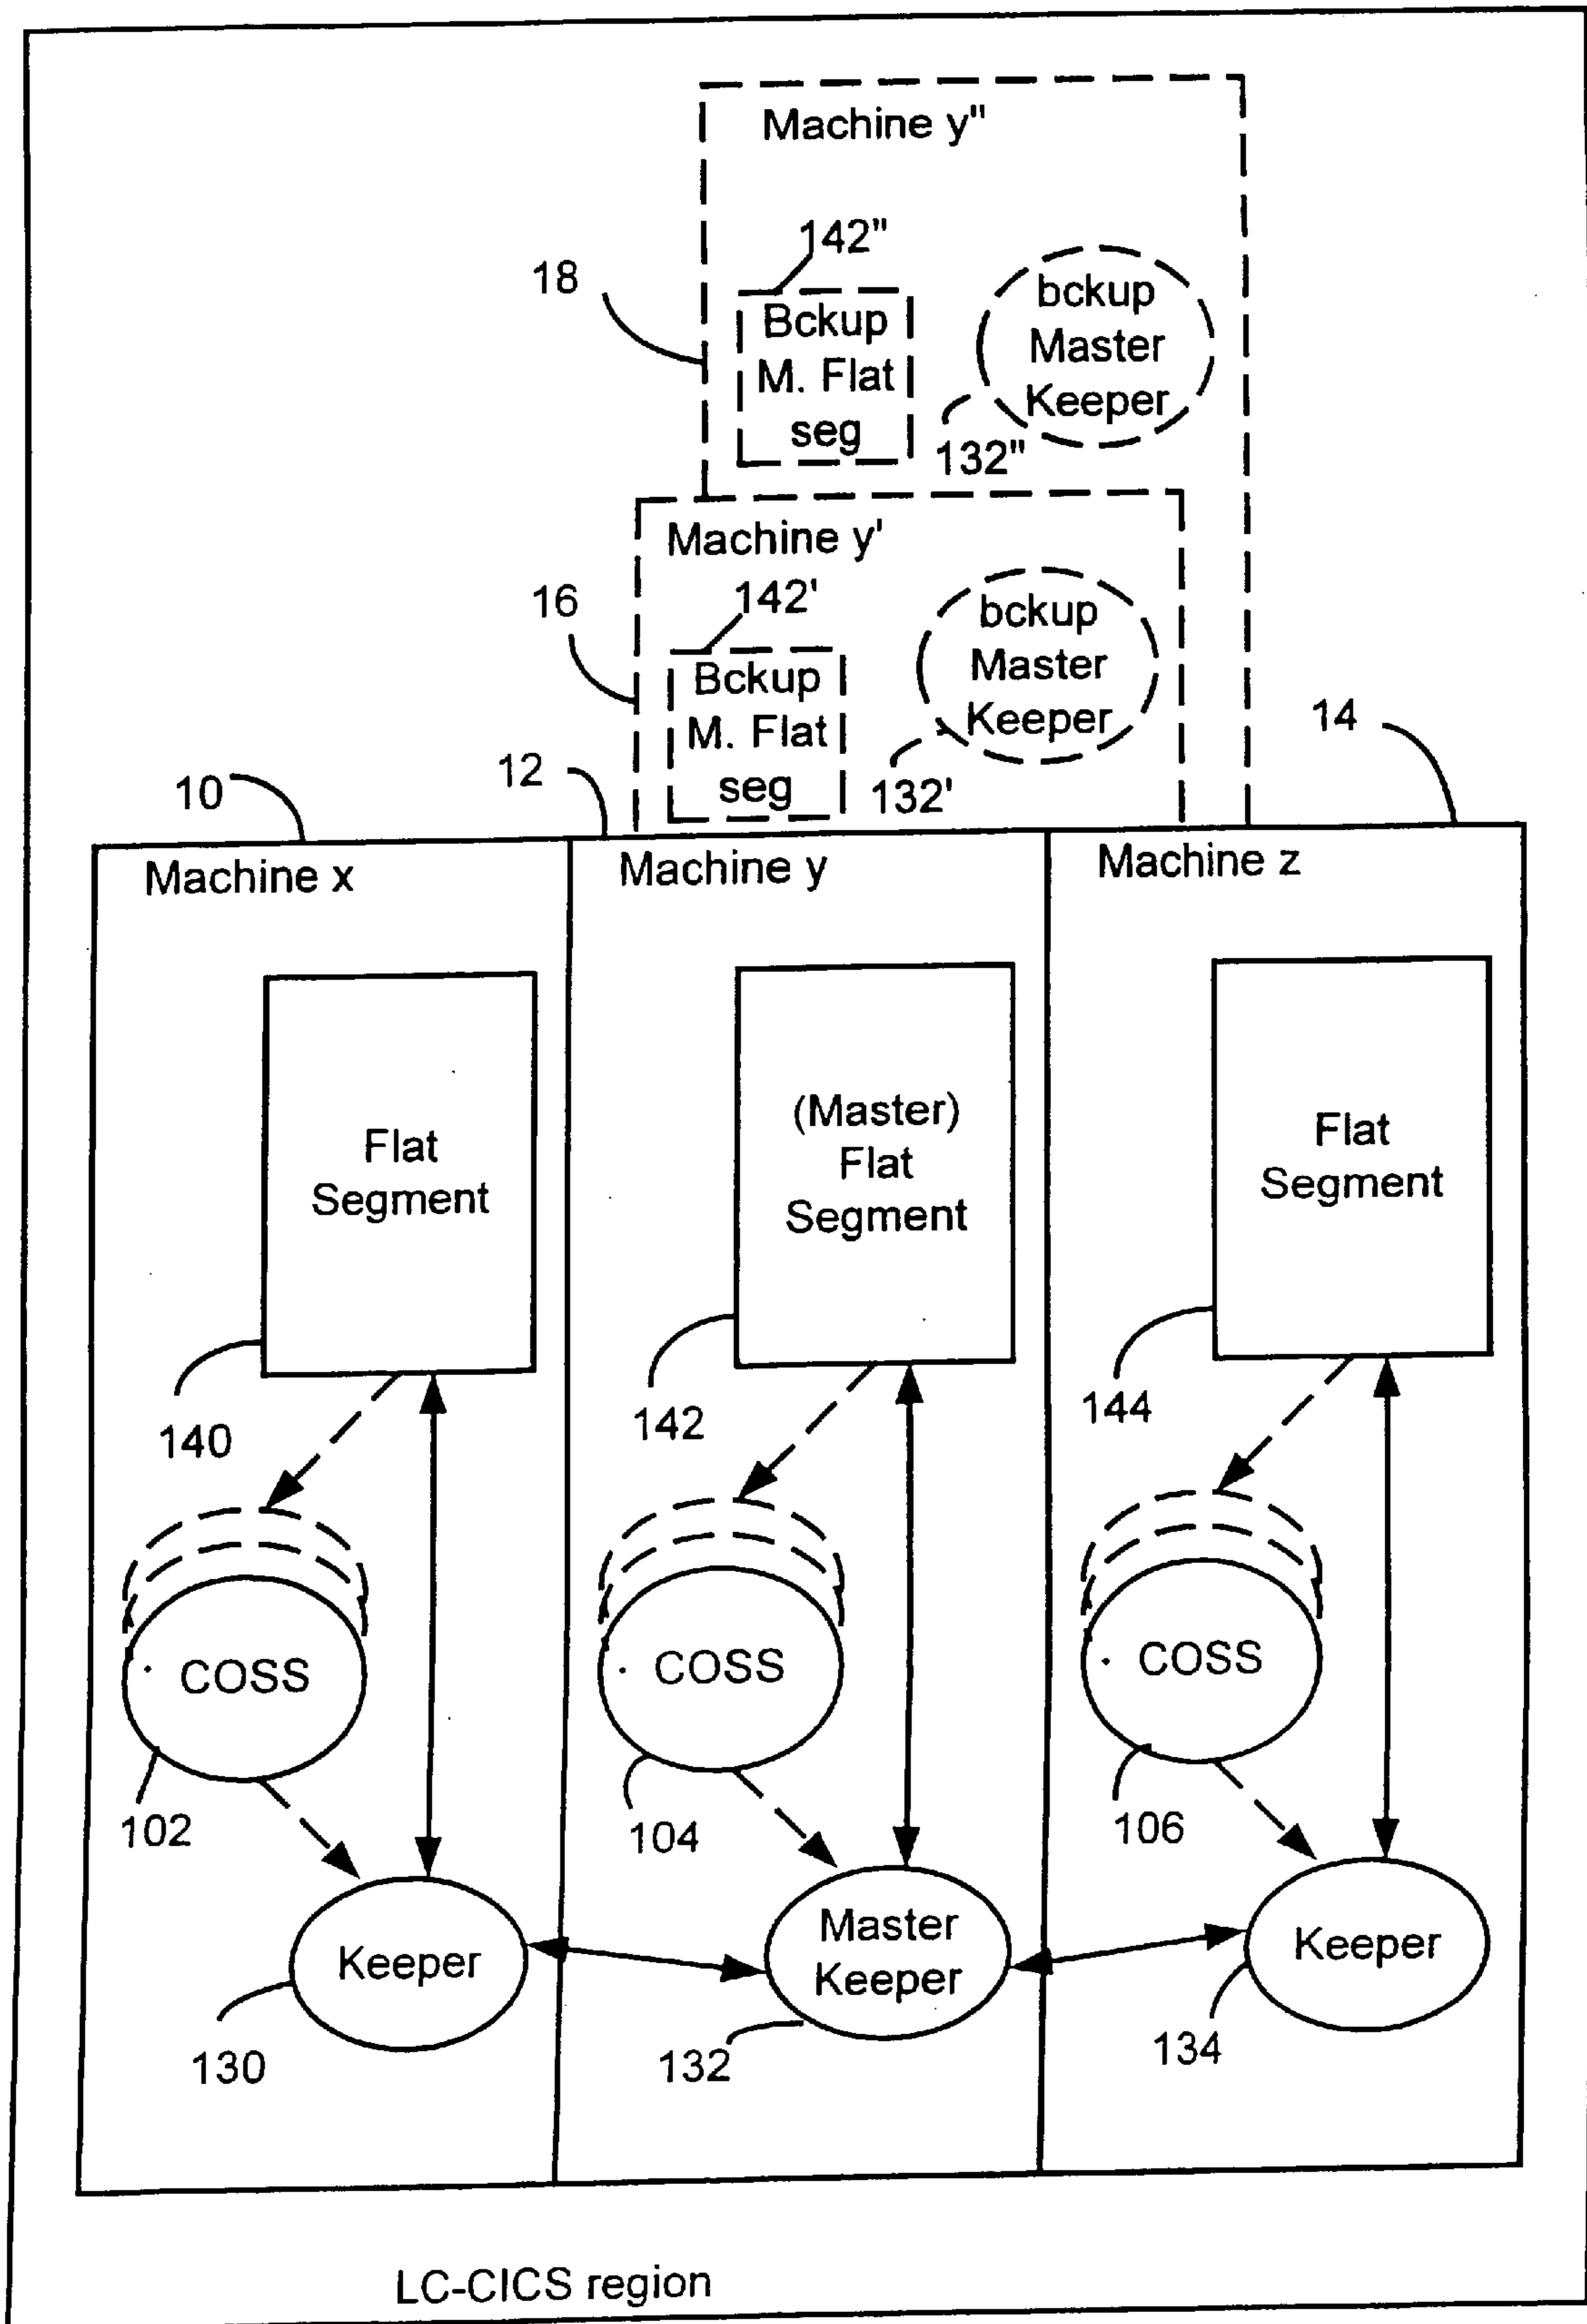 Machine y"
142"
18
Bckup
M. Flat
seg
bckup
Master
Keeper
132"
Machine y'
142'
16
Bckup
M. Flat
seg
bckup
Master
Keeper
132'
10
12
14
Machine x
Machine y
Machine z
Flat
Segment
(Master)
Flat
Segment
Flat
Segment
140
142
144
COSS
COSS
COSS
102
104
106
Keeper
Master
Keeper
Keeper
130
132
134
LC-CICS region